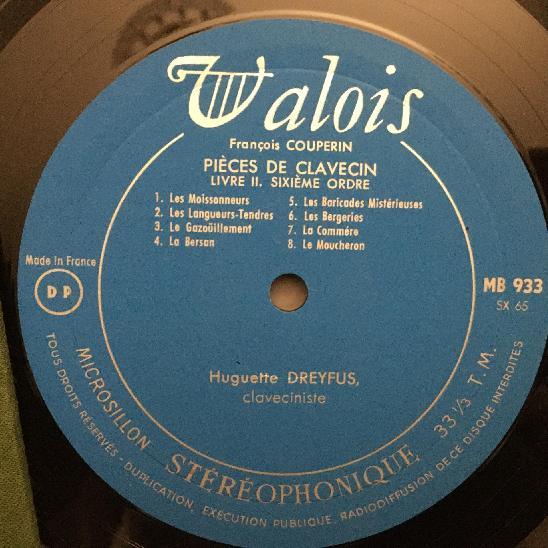 Valois
François COUPERIN
PIÈCES DE CLAVECIN
LIVRE II. SIXIÈME ORDRE
1. Les Moissonneurs
2. Les Langueurs-Tendres
3. Le Gazoüillement
4. La Bersan
5. Les Baricades Mistérieuses
6. Les Bergeries
7. La Commére
8. Le Moucheron
Made in France
D P
MB 933
SX 65
Huguette DREYFUS,
claveciniste
MICROSILLON STÉRÉOPHONIQUE 33 1/3 T. M.
TOUS DROITS RÉSERVÉS - DUPLICATION, EXÉCUTION PUBLIQUE, RADIODIFFUSION DE CE DISQUE INTERDITES